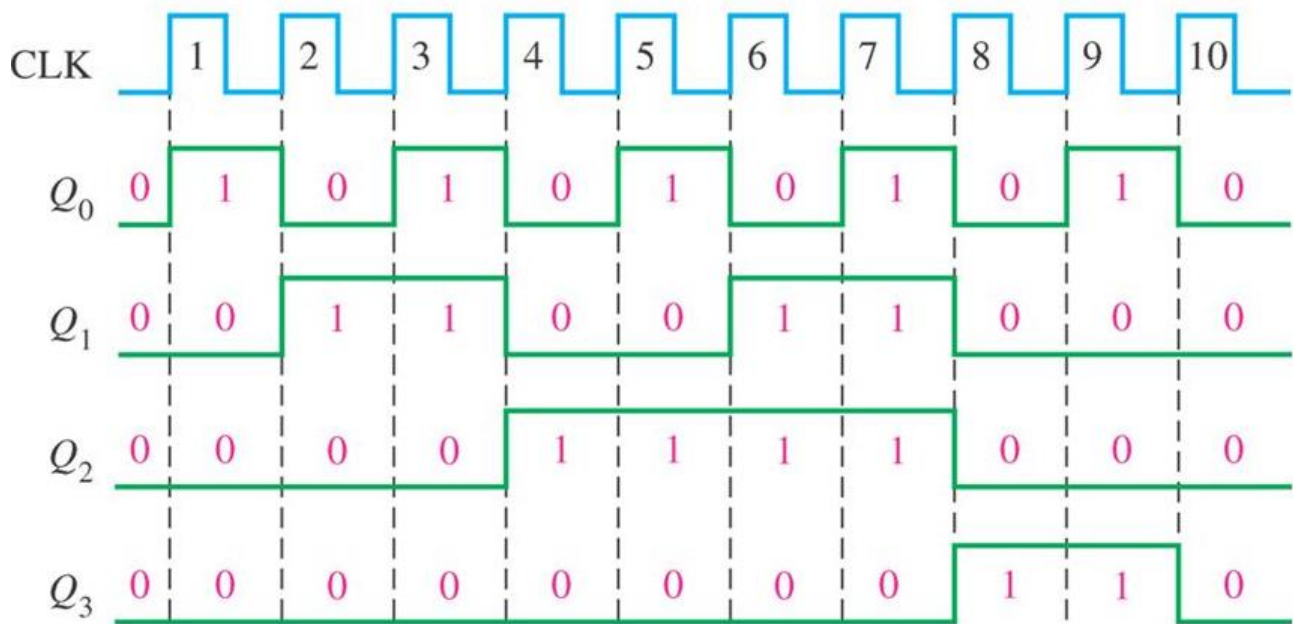 CLK 1 2 3 4 5 6 7 8 9 10
Q0 0 1 0 1 0 1 0 1 0 1 0
Q1 0 0 1 1 0 0 1 1 0 0 0
Q2 0 0 0 0 1 1 1 1 0 0 0
Q3 0 0 0 0 0 0 0 0 1 1 0